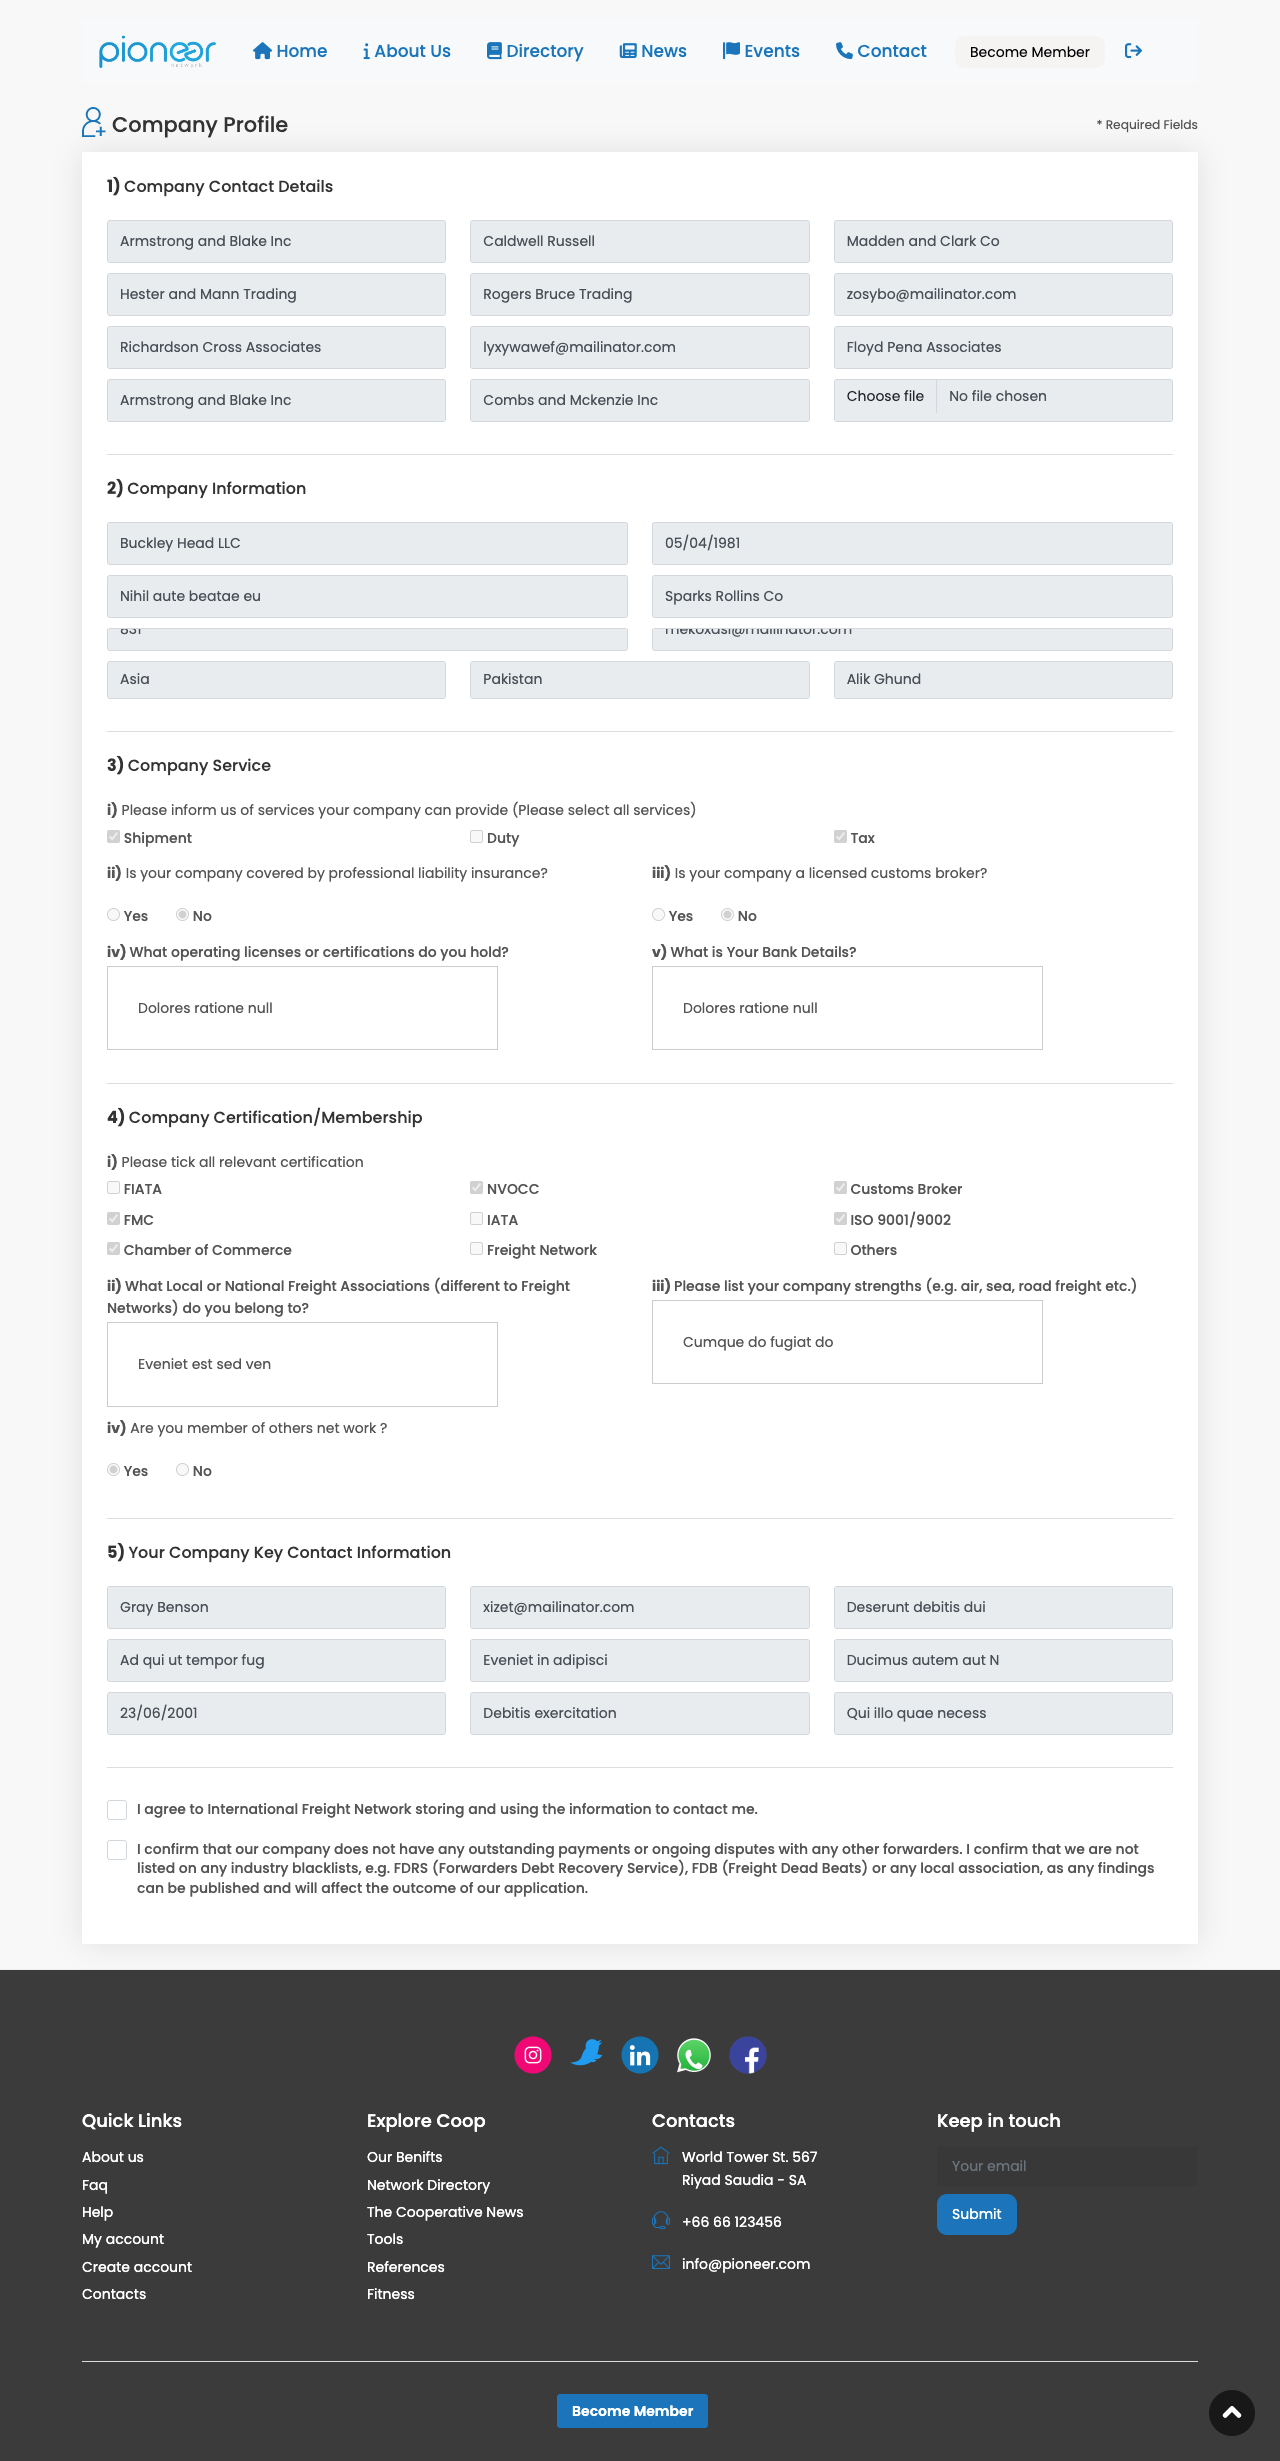 pioneer
network
Home
About Us
Directory
News
Events
Contact
Become Member
Company Profile
* Required Fields
1) Company Contact Details
Armstrong and Blake Inc
Caldwell Russell
Madden and Clark Co
Hester and Mann Trading
Rogers Bruce Trading
zosybo@mailinator.com
Richardson Cross Associates
lyxywawef@mailinator.com
Floyd Pena Associates
Armstrong and Blake Inc
Combs and Mckenzie Inc
Choose file
No file chosen
2) Company Information
Buckley Head LLC
05/04/1981
Nihil aute beatae eu
Sparks Rollins Co
Asia
Pakistan
Alik Ghund
3) Company Service
i) Please inform us of services your company can provide (Please select all services)
Shipment
Duty
Tax
ii) Is your company covered by professional liability insurance?
iii) Is your company a licensed customs broker?
Yes
No
Yes
No
iv) What operating licenses or certifications do you hold?
v) What is Your Bank Details?
Dolores ratione null
Dolores ratione null
4) Company Certification/Membership
i) Please tick all relevant certification
FIATA
NVOCC
Customs Broker
FMC
IATA
ISO 9001/9002
Chamber of Commerce
Freight Network
Others
ii) What Local or National Freight Associations (different to Freight
Networks) do you belong to?
Eveniet est sed ven
iii) Please list your company strengths (e.g. air, sea, road freight etc.)
Cumque do fugiat do
iv) Are you member of others net work ?
Yes
No
5) Your Company Key Contact Information
Gray Benson
xizet@mailinator.com
Deserunt debitis dui
Ad qui ut tempor fug
Eveniet in adipisci
Ducimus autem aut N
23/06/2001
Debitis exercitation
Qui illo quae necess
I agree to International Freight Network storing and using the information to contact me.
I confirm that our company does not have any outstanding payments or ongoing disputes with any other forwarders. I confirm that we are not
listed on any industry blacklists, e.g. FDRS (Forwarders Debt Recovery Service), FDB (Freight Dead Beats) or any local association, as any findings
can be published and will affect the outcome of our application.
Quick Links
About us
Faq
Help
My account
Create account
Contacts
Explore Coop
Our Benifts
Network Directory
The Cooperative News
Tools
References
Fitness
Contacts
World Tower St. 567
Riyad Saudia - SA
+66 66 123456
info@pioneer.com
Keep in touch
Your email
Submit
Become Member